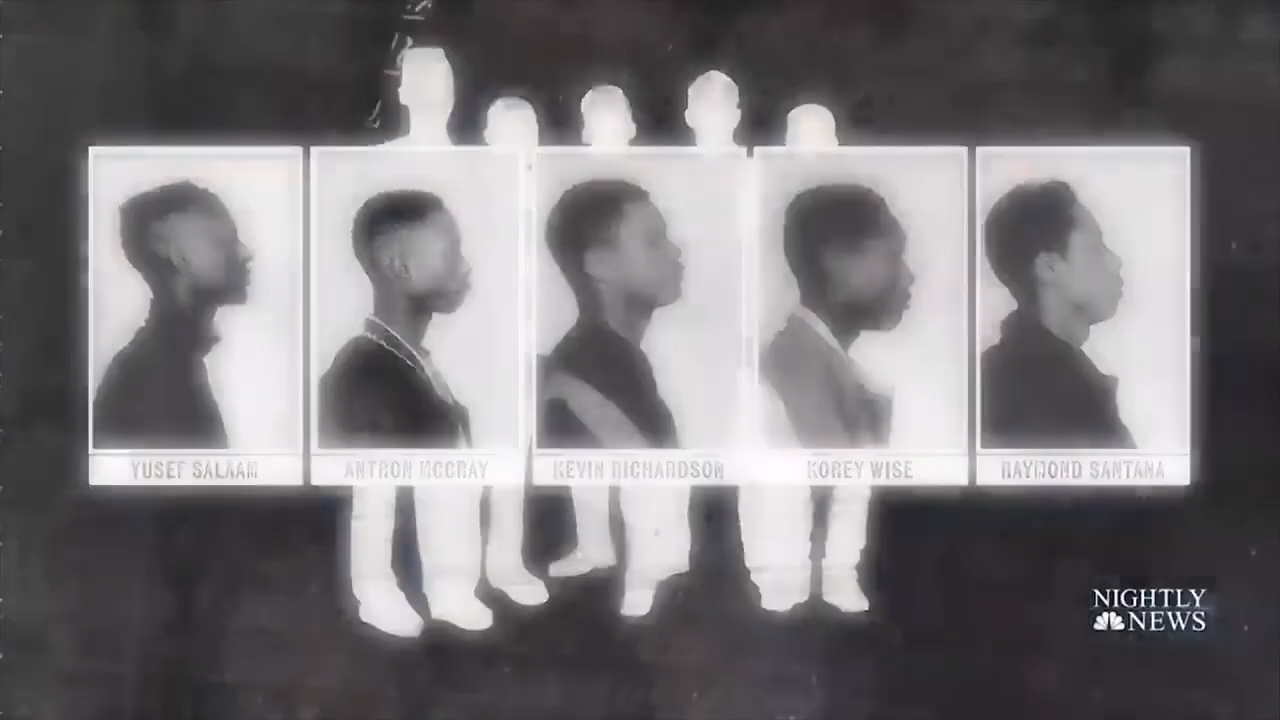 YUSEF SALAAM
ANTRON MCCRAY
KEVIN RICHARDSON
KOREY WISE
RAYMOND SANTANA
NIGHTLY
NEWS